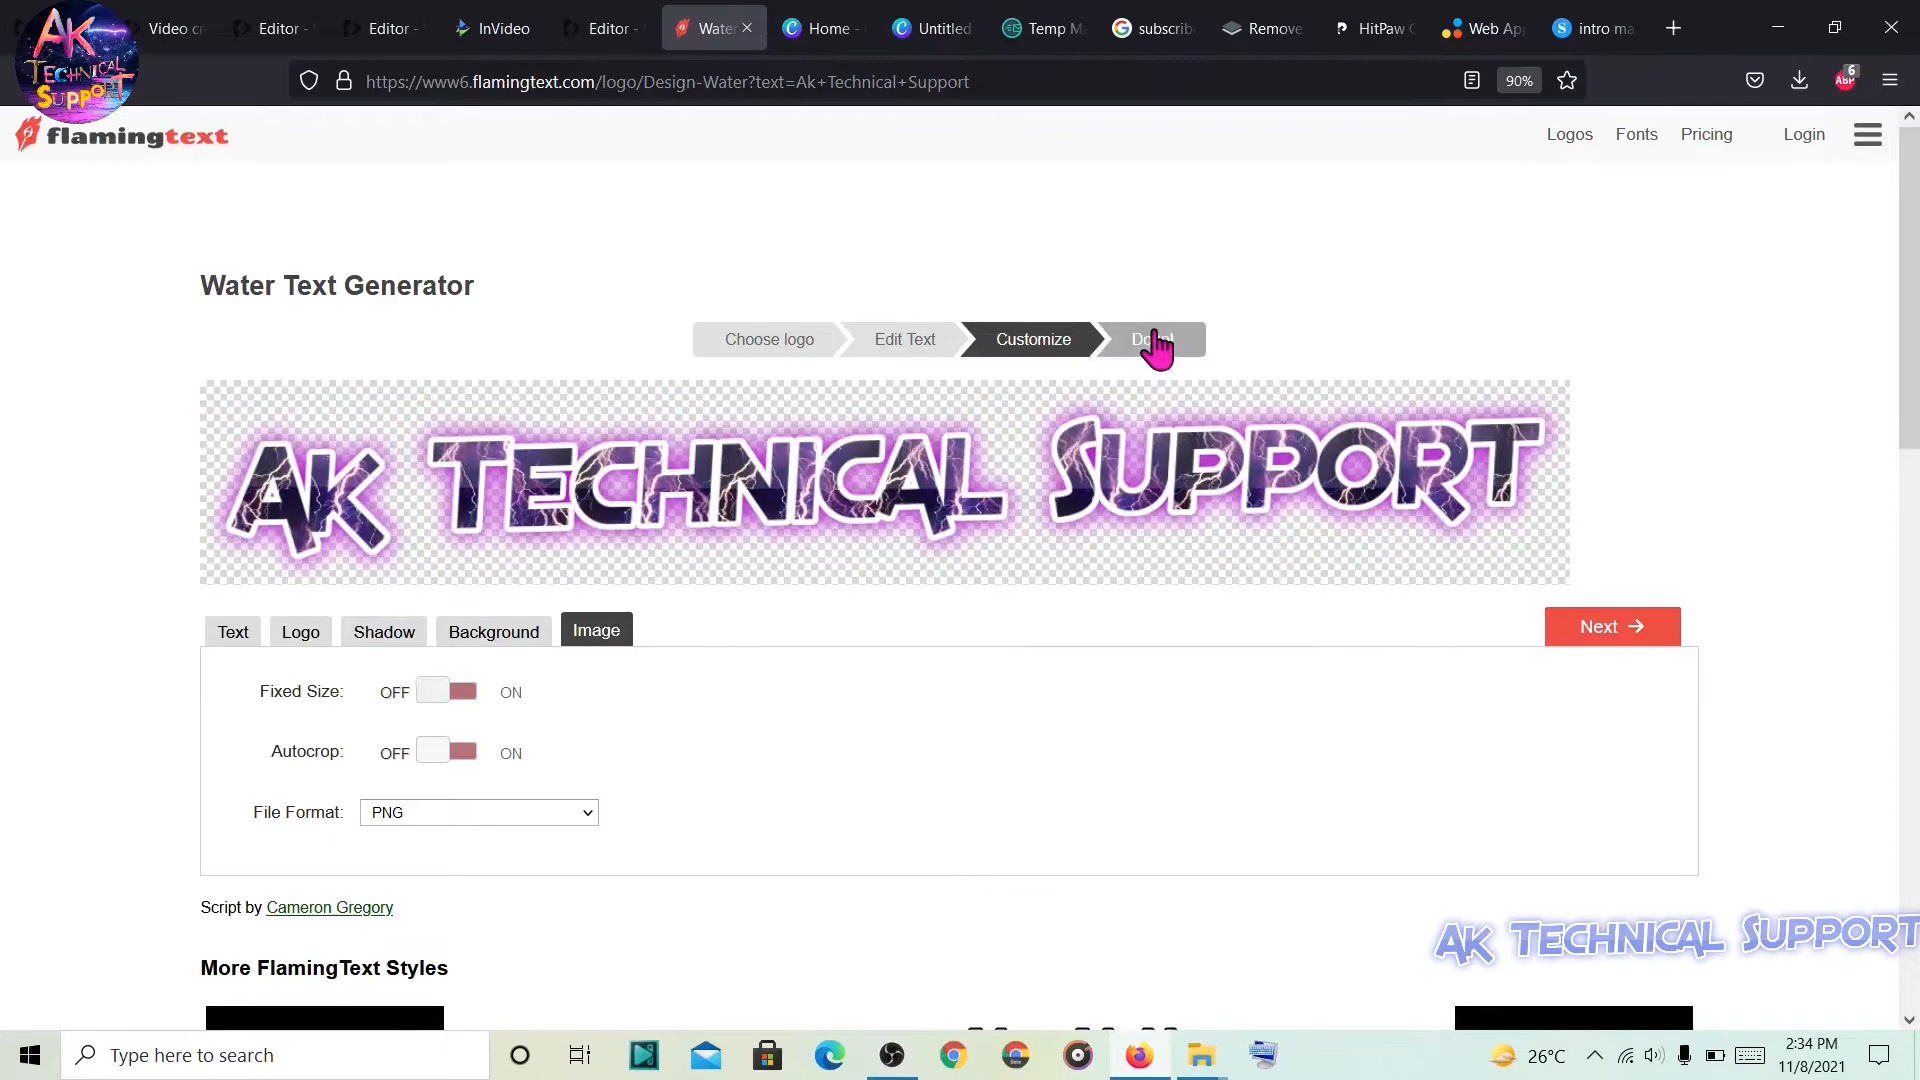 AK
TECHNICAL
SUPPORT
Video cr
Editor -
Editor -
InVideo
Editor -
Water
Home -
Untitled
Temp Ma
subscrib
Remove
HitPaw
Web App
intro ma
https://www6.flamingtext.com/logo/Design-Water?text=Ak+Technical+Support
90%
ABP
6
flamingtext
Logos
Fonts
Pricing
Login
Water Text Generator
Choose logo
Edit Text
Customize
AK TECHNICAL SUPPORT
Text
Logo
Shadow
Background
Image
Next →
Fixed Size: OFF ON
Autocrop: OFF ON
File Format: PNG
Script by Cameron Gregory
AK TECHNICAL SUPPORT
More FlamingText Styles
Type here to search
26°C
2:34 PM
11/8/2021